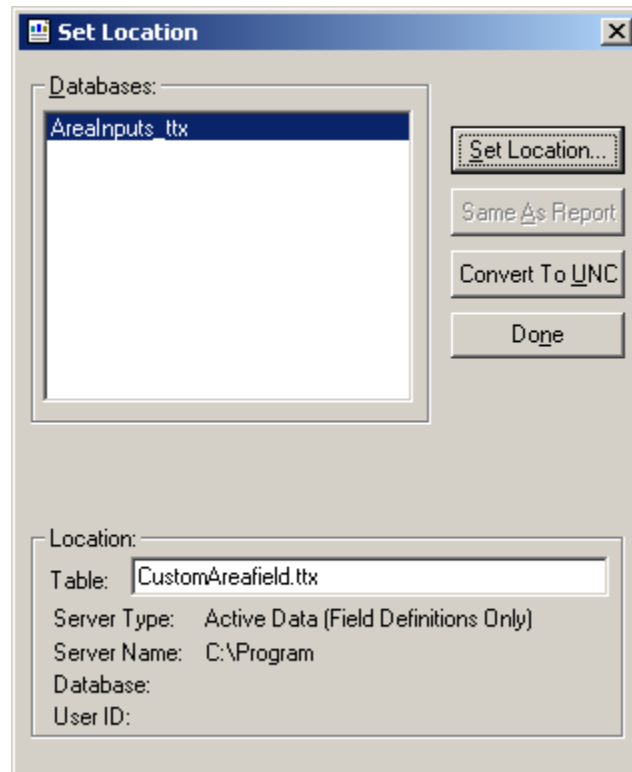 Set Location
Databases:
AreaInputs_ttx
Set Location...
Same As Report
Convert To UNC
Done
Location:
Table: CustomAreafield.ttx
Server Type: Active Data (Field Definitions Only)
Server Name: C:\Program
Database:
User ID: